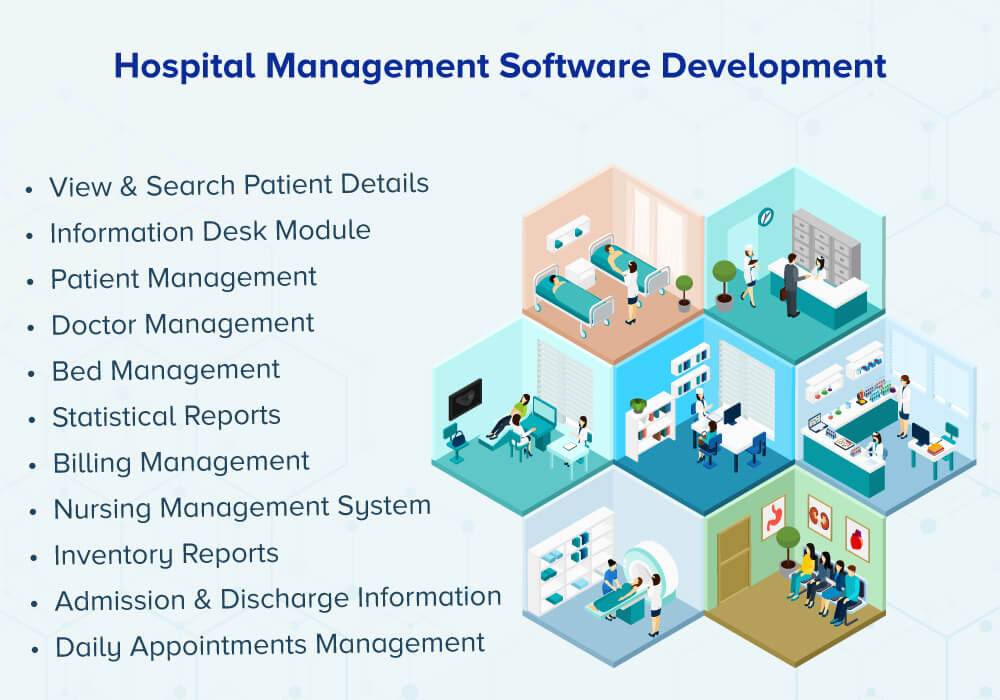 Hospital Management Software Development
• View & Search Patient Details
• Information Desk Module
• Patient Management
• Doctor Management
• Bed Management
• Statistical Reports
• Billing Management
• Nursing Management System
• Inventory Reports
• Admission & Discharge Information
• Daily Appointments Management